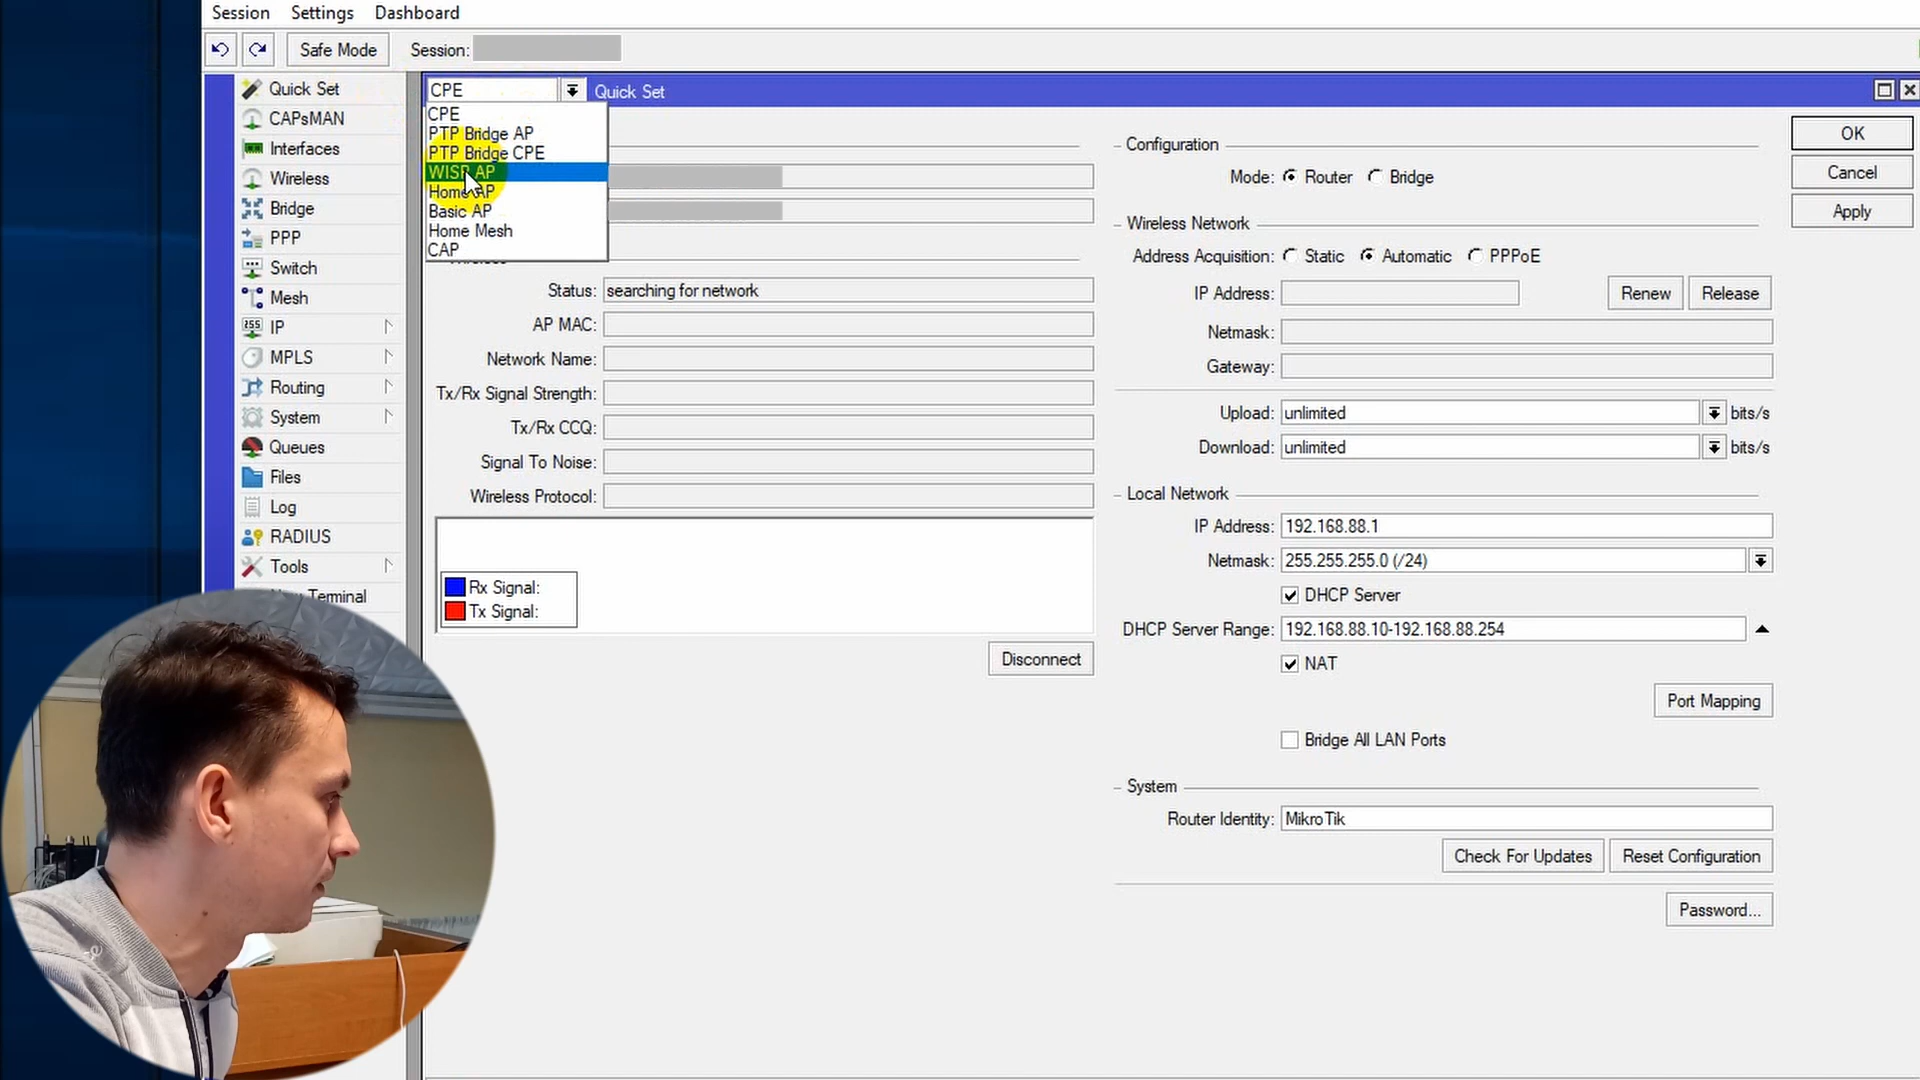 Session Settings Dashboard
Safe Mode Session:
Quick Set
CAPsMAN
Interfaces
Wireless
Bridge
PPP
Switch
Mesh
IP
MPLS
Routing
System
Queues
Files
Log
RADIUS
Tools
Terminal
CPE Quick Set
CPE
PTP Bridge AP
PTP Bridge CPE
WISP AP
Home AP
Basic AP
Home Mesh
CAP
Status: searching for network
AP MAC:
Network Name:
Tx/Rx Signal Strength:
Tx/Rx CCQ:
Signal To Noise:
Wireless Protocol:
Rx Signal:
Tx Signal:
Disconnect
Configuration
Mode: Router Bridge
Wireless Network
Address Acquisition: Static Automatic PPPoE
IP Address: Renew Release
Netmask:
Gateway:
Upload: unlimited bits/s
Download: unlimited bits/s
Local Network
IP Address: 192.168.88.1
Netmask: 255.255.255.0 (/24)
DHCP Server
DHCP Server Range: 192.168.88.10-192.168.88.254
NAT
Port Mapping
Bridge All LAN Ports
System
Router Identity: MikroTik
Check For Updates Reset Configuration
Password...
OK
Cancel
Apply